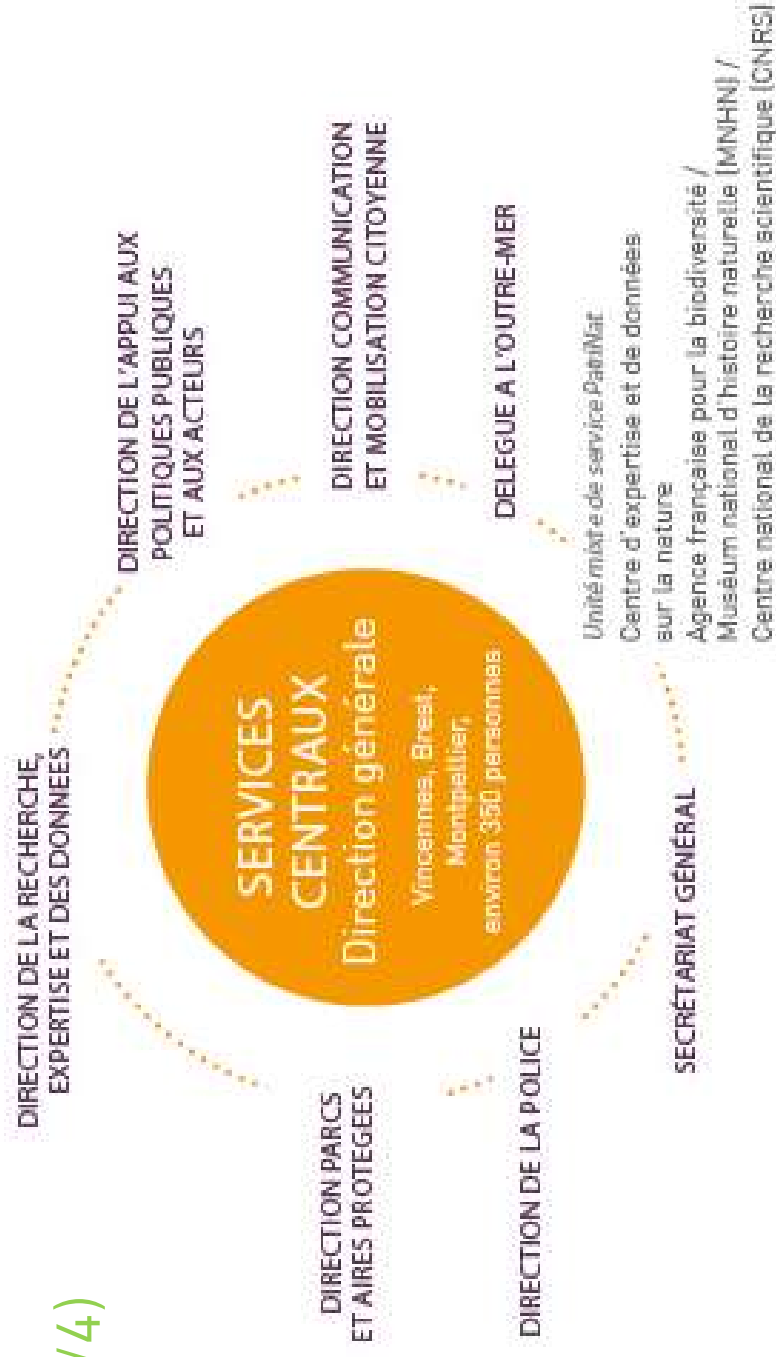 /4)
DIRECTION DE LA RECHERCHE,
EXPERTISE ET DES DONNEES
DIRECTION DE L'APPUI AUX
POLITIQUES PUBLIQUES
ET AUX ACTEURS
DIRECTION COMMUNICATION
ET MOBILISATION CITOYENNE
DELEGUE A L'OUTRE-MER
Unité mixte de service PatriNat
Centre d'expertise et de données
sur la nature
Agence française pour la biodiversité /
Muséum national d'histoire naturelle (MNHN) /
Centre national de la recherche scientifique (CNRS)
SECRÉTARIAT GÉNÉRAL
DIRECTION DE LA POLICE
DIRECTION PARCS
ET AIRES PROTEGEES
SERVICES
CENTRAUX
Direction générale
Vincennes, Brest,
Montpellier,
environ 350 personnes